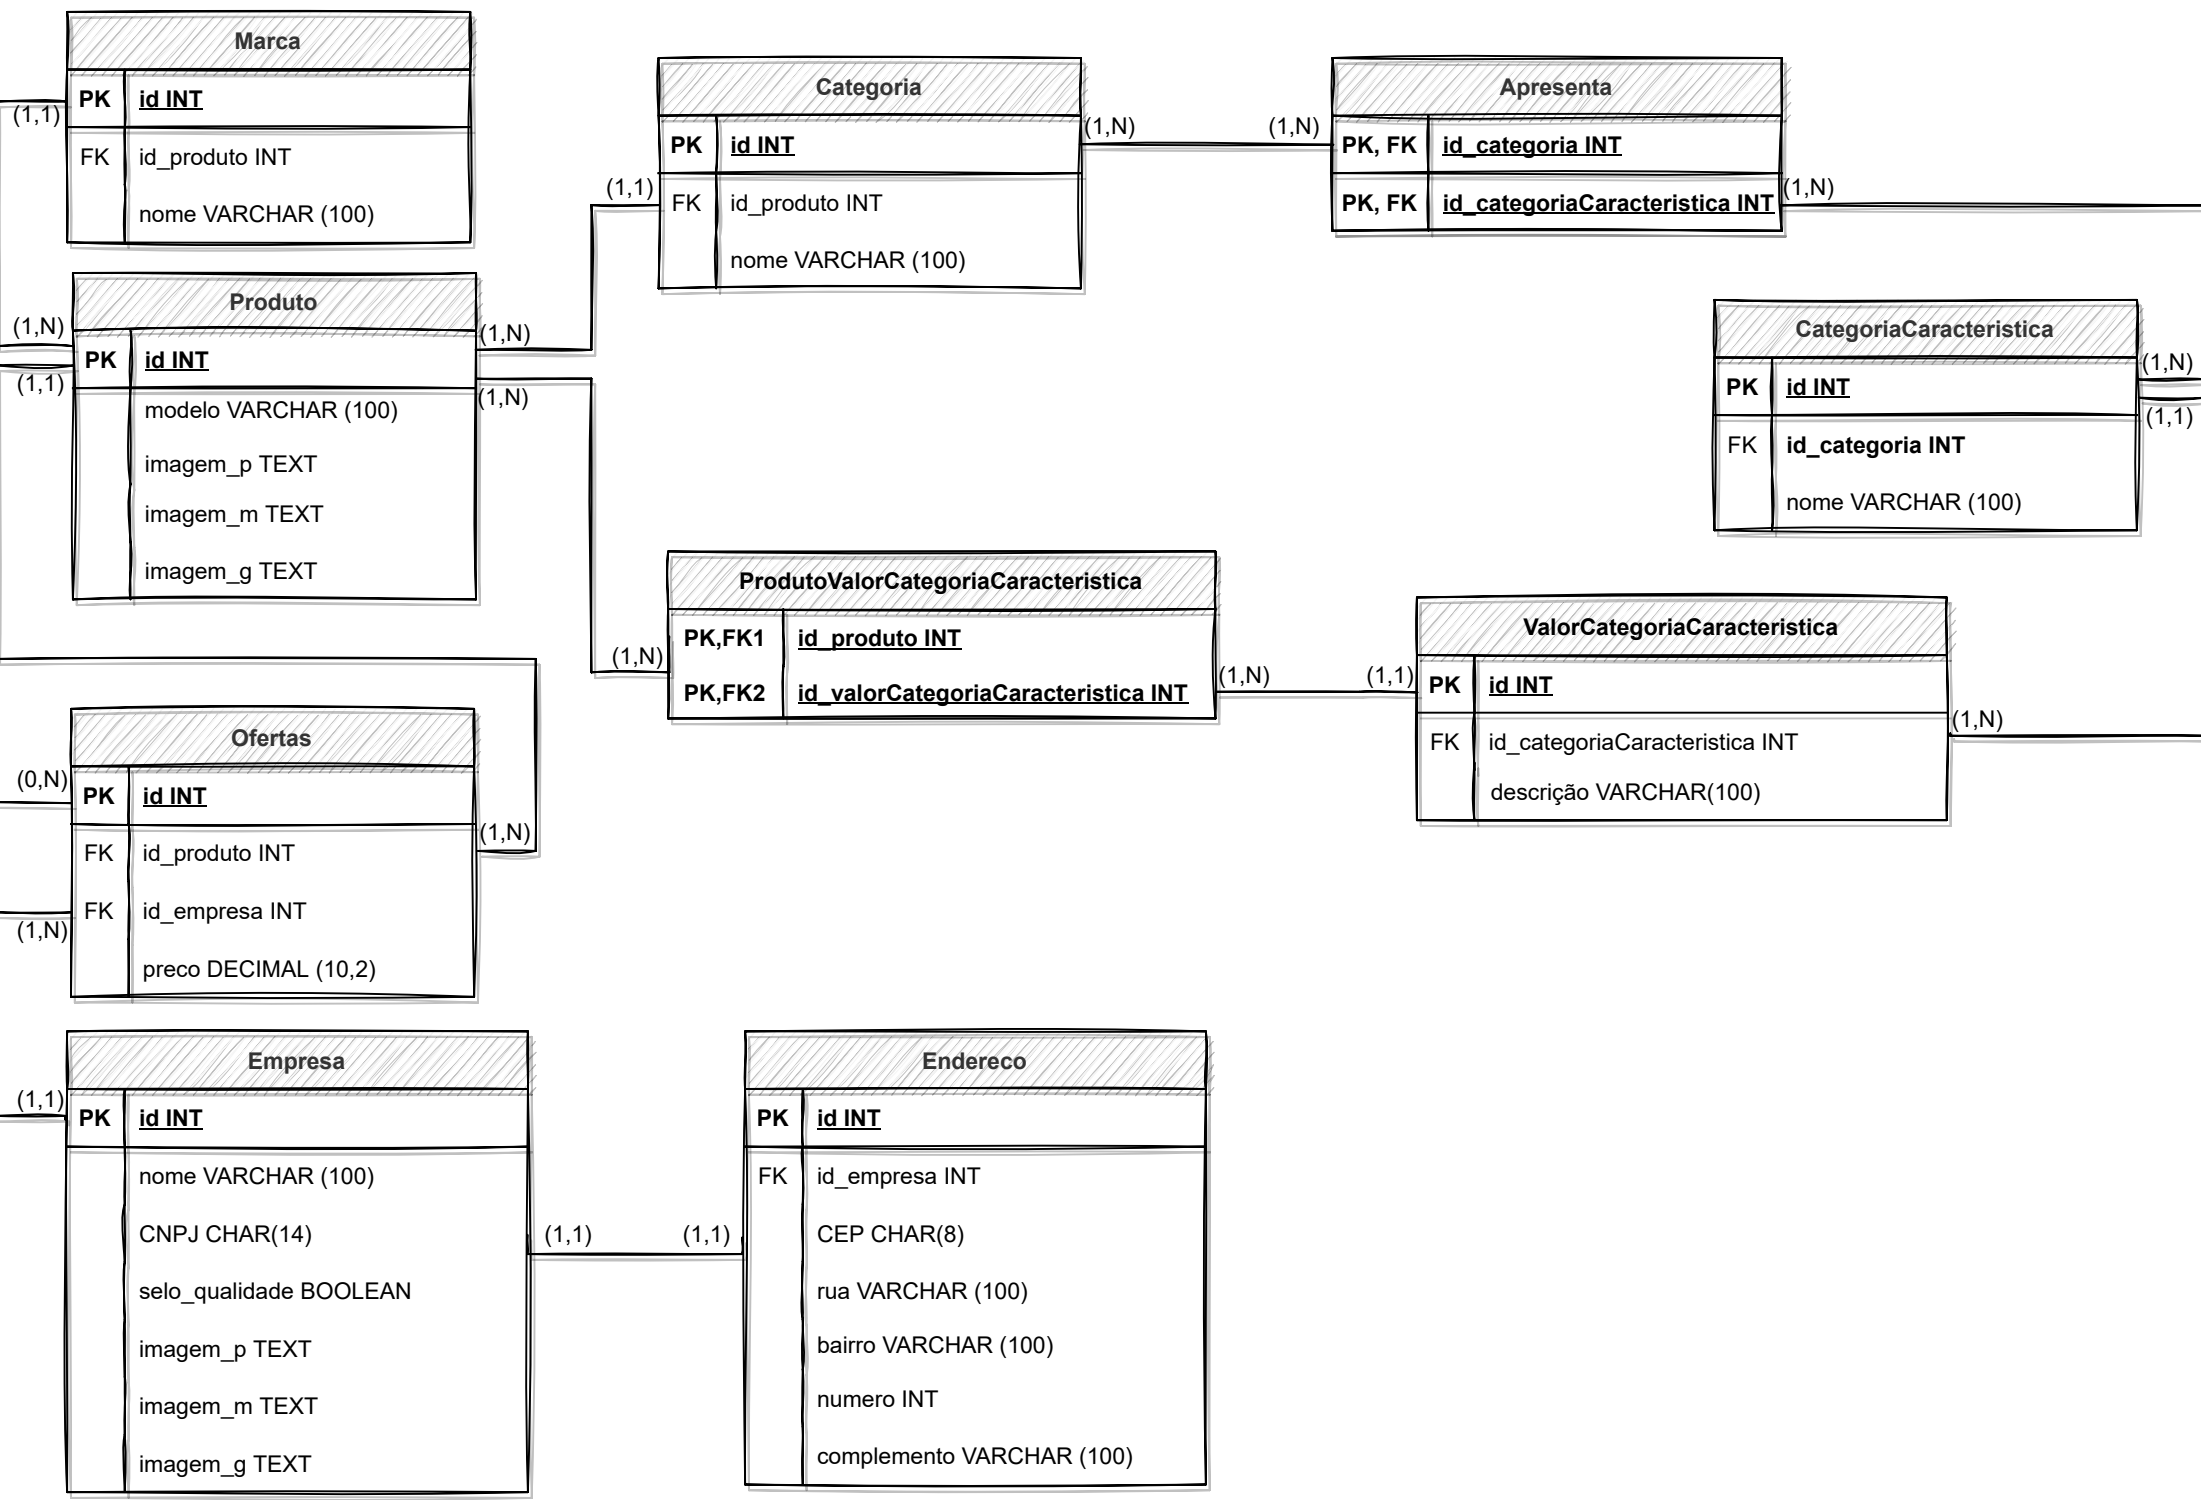 Marca
(1,1)
PK id INT
FK id_produto INT
nome VARCHAR (100)
Produto
(1,N)
(1,N)
PK id INT
(1,1)
(1,N)
modelo VARCHAR (100)
imagem_p TEXT
imagem_m TEXT
imagem_g TEXT
Categoria
(1,N)
PK id INT
(1,1)
FK id_produto INT
nome VARCHAR (100)
Apresenta
(1,N)
PK, FK id_categoria INT
PK, FK id_categoriaCaracteristica INT
(1,N)
CategoriaCaracteristica
(1,N)
PK id INT
(1,1)
FK id_categoria INT
nome VARCHAR (100)
ProdutoValorCategoriaCaracteristica
PK,FK1 id_produto INT
(1,N)
PK,FK2 id_valorCategoriaCaracteristica INT
(1,N)
ValorCategoriaCaracteristica
(1,1)
PK id INT
(1,N)
FK id_categoriaCaracteristica INT
descrição VARCHAR(100)
Ofertas
(0,N)
PK id INT
(1,N)
FK id_produto INT
FK id_empresa INT
(1,N)
preco DECIMAL (10,2)
Empresa
(1,1)
PK id INT
nome VARCHAR (100)
CNPJ CHAR(14)
(1,1)
selo_qualidade BOOLEAN
imagem_p TEXT
imagem_m TEXT
imagem_g TEXT
Endereco
PK id INT
FK id_empresa INT
(1,1)
CEP CHAR(8)
rua VARCHAR (100)
bairro VARCHAR (100)
numero INT
complemento VARCHAR (100)